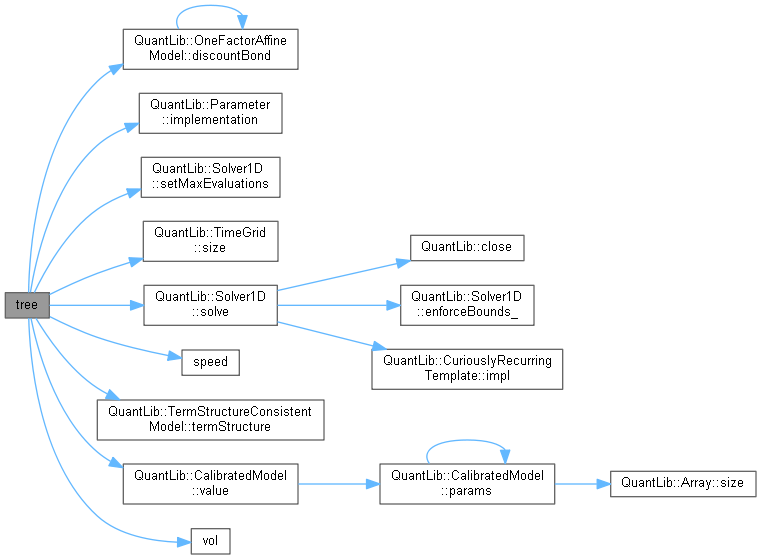 QuantLib::OneFactorAffine
Model::discountBond
QuantLib::Parameter
::implementation
QuantLib::Solver1D
::setMaxEvaluations
QuantLib::TimeGrid
::size
QuantLib::close
tree
QuantLib::Solver1D
::solve
QuantLib::Solver1D
::enforceBounds_
speed
QuantLib::CuriouslyRecurring
Template::impl
QuantLib::TermStructureConsistent
Model::termStructure
QuantLib::CalibratedModel
::value
QuantLib::CalibratedModel
::params
QuantLib::Array::size
vol